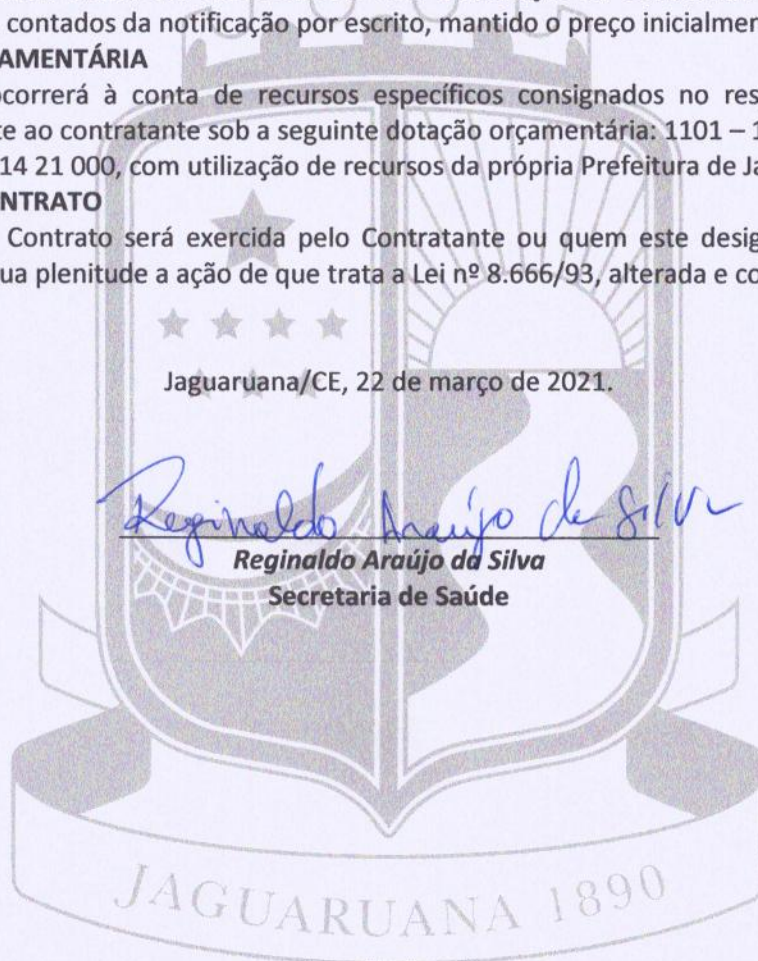 contados da notificação por escrito, mantido o preço inicialmen
AMENTÁRIA
correrá à conta de recursos específicos consignados no res
te ao contratante sob a seguinte dotação orçamentária: 1101 – 1
14 21 000, com utilização de recursos da própria Prefeitura de Ja
NTRATO
Contrato será exercida pelo Contratante ou quem este desig
ua plenitude a ação de que trata a Lei nº 8.666/93, alterada e co
Jaguaruana/CE, 22 de março de 2021.
Reginaldo Araújo da Silva
Reginaldo Araújo da Silva
Secretaria de Saúde
JAGUARUANA 1890